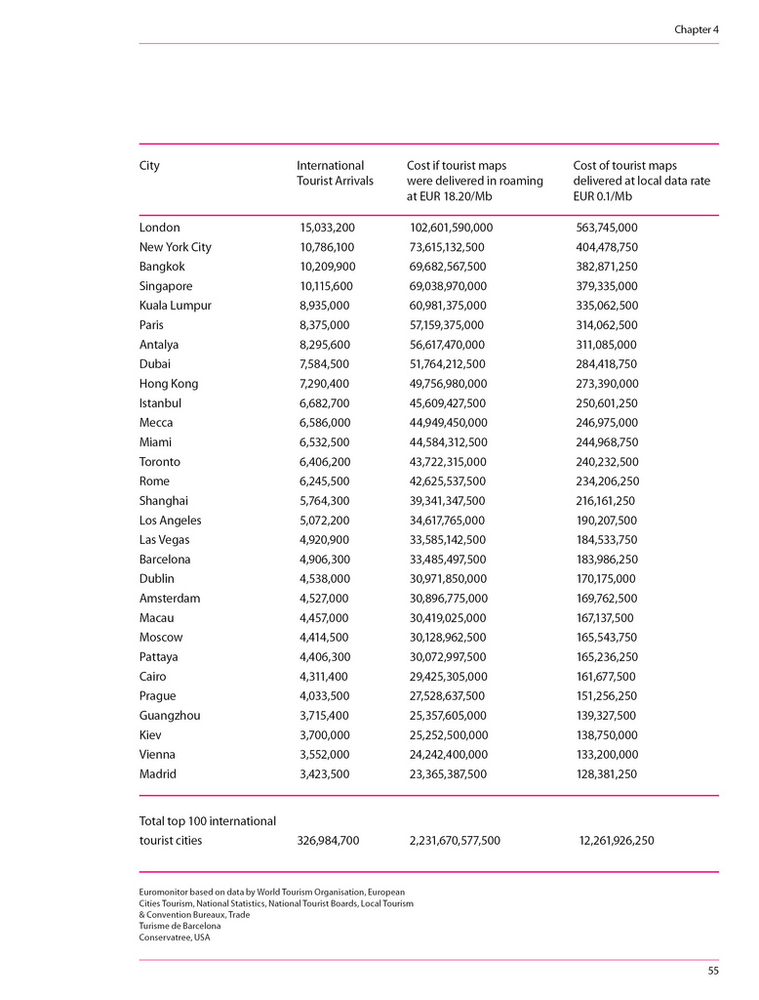 Chapter 4
City International Tourist Arrivals Cost if tourist maps were delivered in roaming at EUR 18.20/Mb Cost of tourist maps delivered at local data rate EUR 0.1/Mb
London 15,033,200 102,601,590,000 563,745,000
New York City 10,786,100 73,615,132,500 404,478,750
Bangkok 10,209,900 69,682,567,500 382,871,250
Singapore 10,115,600 69,038,970,000 379,335,000
Kuala Lumpur 8,935,000 60,981,375,000 335,062,500
Paris 8,375,000 57,159,375,000 314,062,500
Antalya 8,295,600 56,617,470,000 311,085,000
Dubai 7,584,500 51,764,212,500 284,418,750
Hong Kong 7,290,400 49,756,980,000 273,390,000
Istanbul 6,682,700 45,609,427,500 250,601,250
Mecca 6,586,000 44,949,450,000 246,975,000
Miami 6,532,500 44,584,312,500 244,968,750
Toronto 6,406,200 43,722,315,000 240,232,500
Rome 6,245,500 42,625,537,500 234,206,250
Shanghai 5,764,300 39,341,347,500 216,161,250
Los Angeles 5,072,200 34,617,765,000 190,207,500
Las Vegas 4,920,900 33,585,142,500 184,533,750
Barcelona 4,906,300 33,485,497,500 183,986,250
Dublin 4,538,000 30,971,850,000 170,175,000
Amsterdam 4,527,000 30,896,775,000 169,762,500
Macau 4,457,000 30,419,025,000 167,137,500
Moscow 4,414,500 30,128,962,500 165,543,750
Pattaya 4,406,300 30,072,997,500 165,236,250
Cairo 4,311,400 29,425,305,000 161,677,500
Prague 4,033,500 27,528,637,500 151,256,250
Guangzhou 3,715,400 25,357,605,000 139,327,500
Kiev 3,700,000 25,252,500,000 138,750,000
Vienna 3,552,000 24,242,400,000 133,200,000
Madrid 3,423,500 23,365,387,500 128,381,250
Total top 100 international
tourist cities 326,984,700 2,231,670,577,500 12,261,926,250
Euromonitor based on data by World Tourism Organisation, European
Cities Tourism, National Statistics, National Tourist Boards, Local Tourism
& Convention Bureaux, Trade
Turisme de Barcelona
Conservatree, USA
55